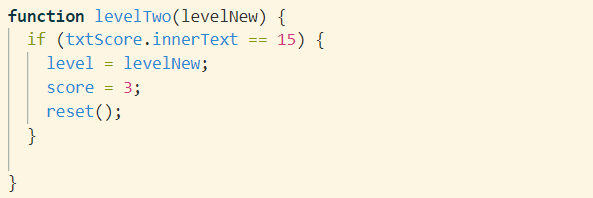 function levelTwo(levelNew) {
if (txtScore.innerText == 15) {
level = levelNew;
score = 3;
reset();
}
}